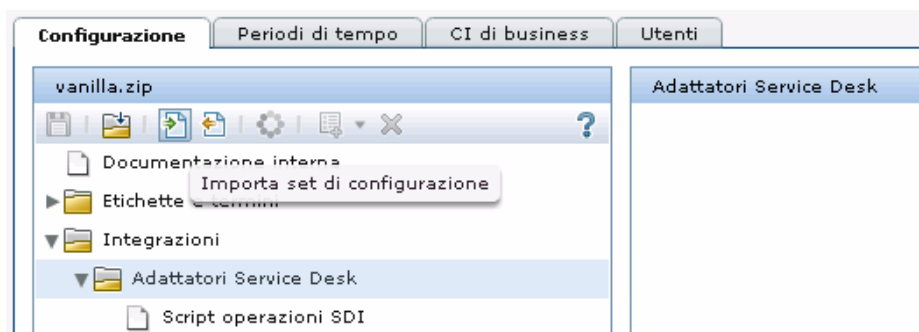 Configurazione Periodi di tempo CI di business Utenti
vanilla.zip Adattatori Service Desk
?
Documentazione interna
Importa set di configurazione
Etichette e termini
Integrazioni
Adattatori Service Desk
Script operazioni SDI